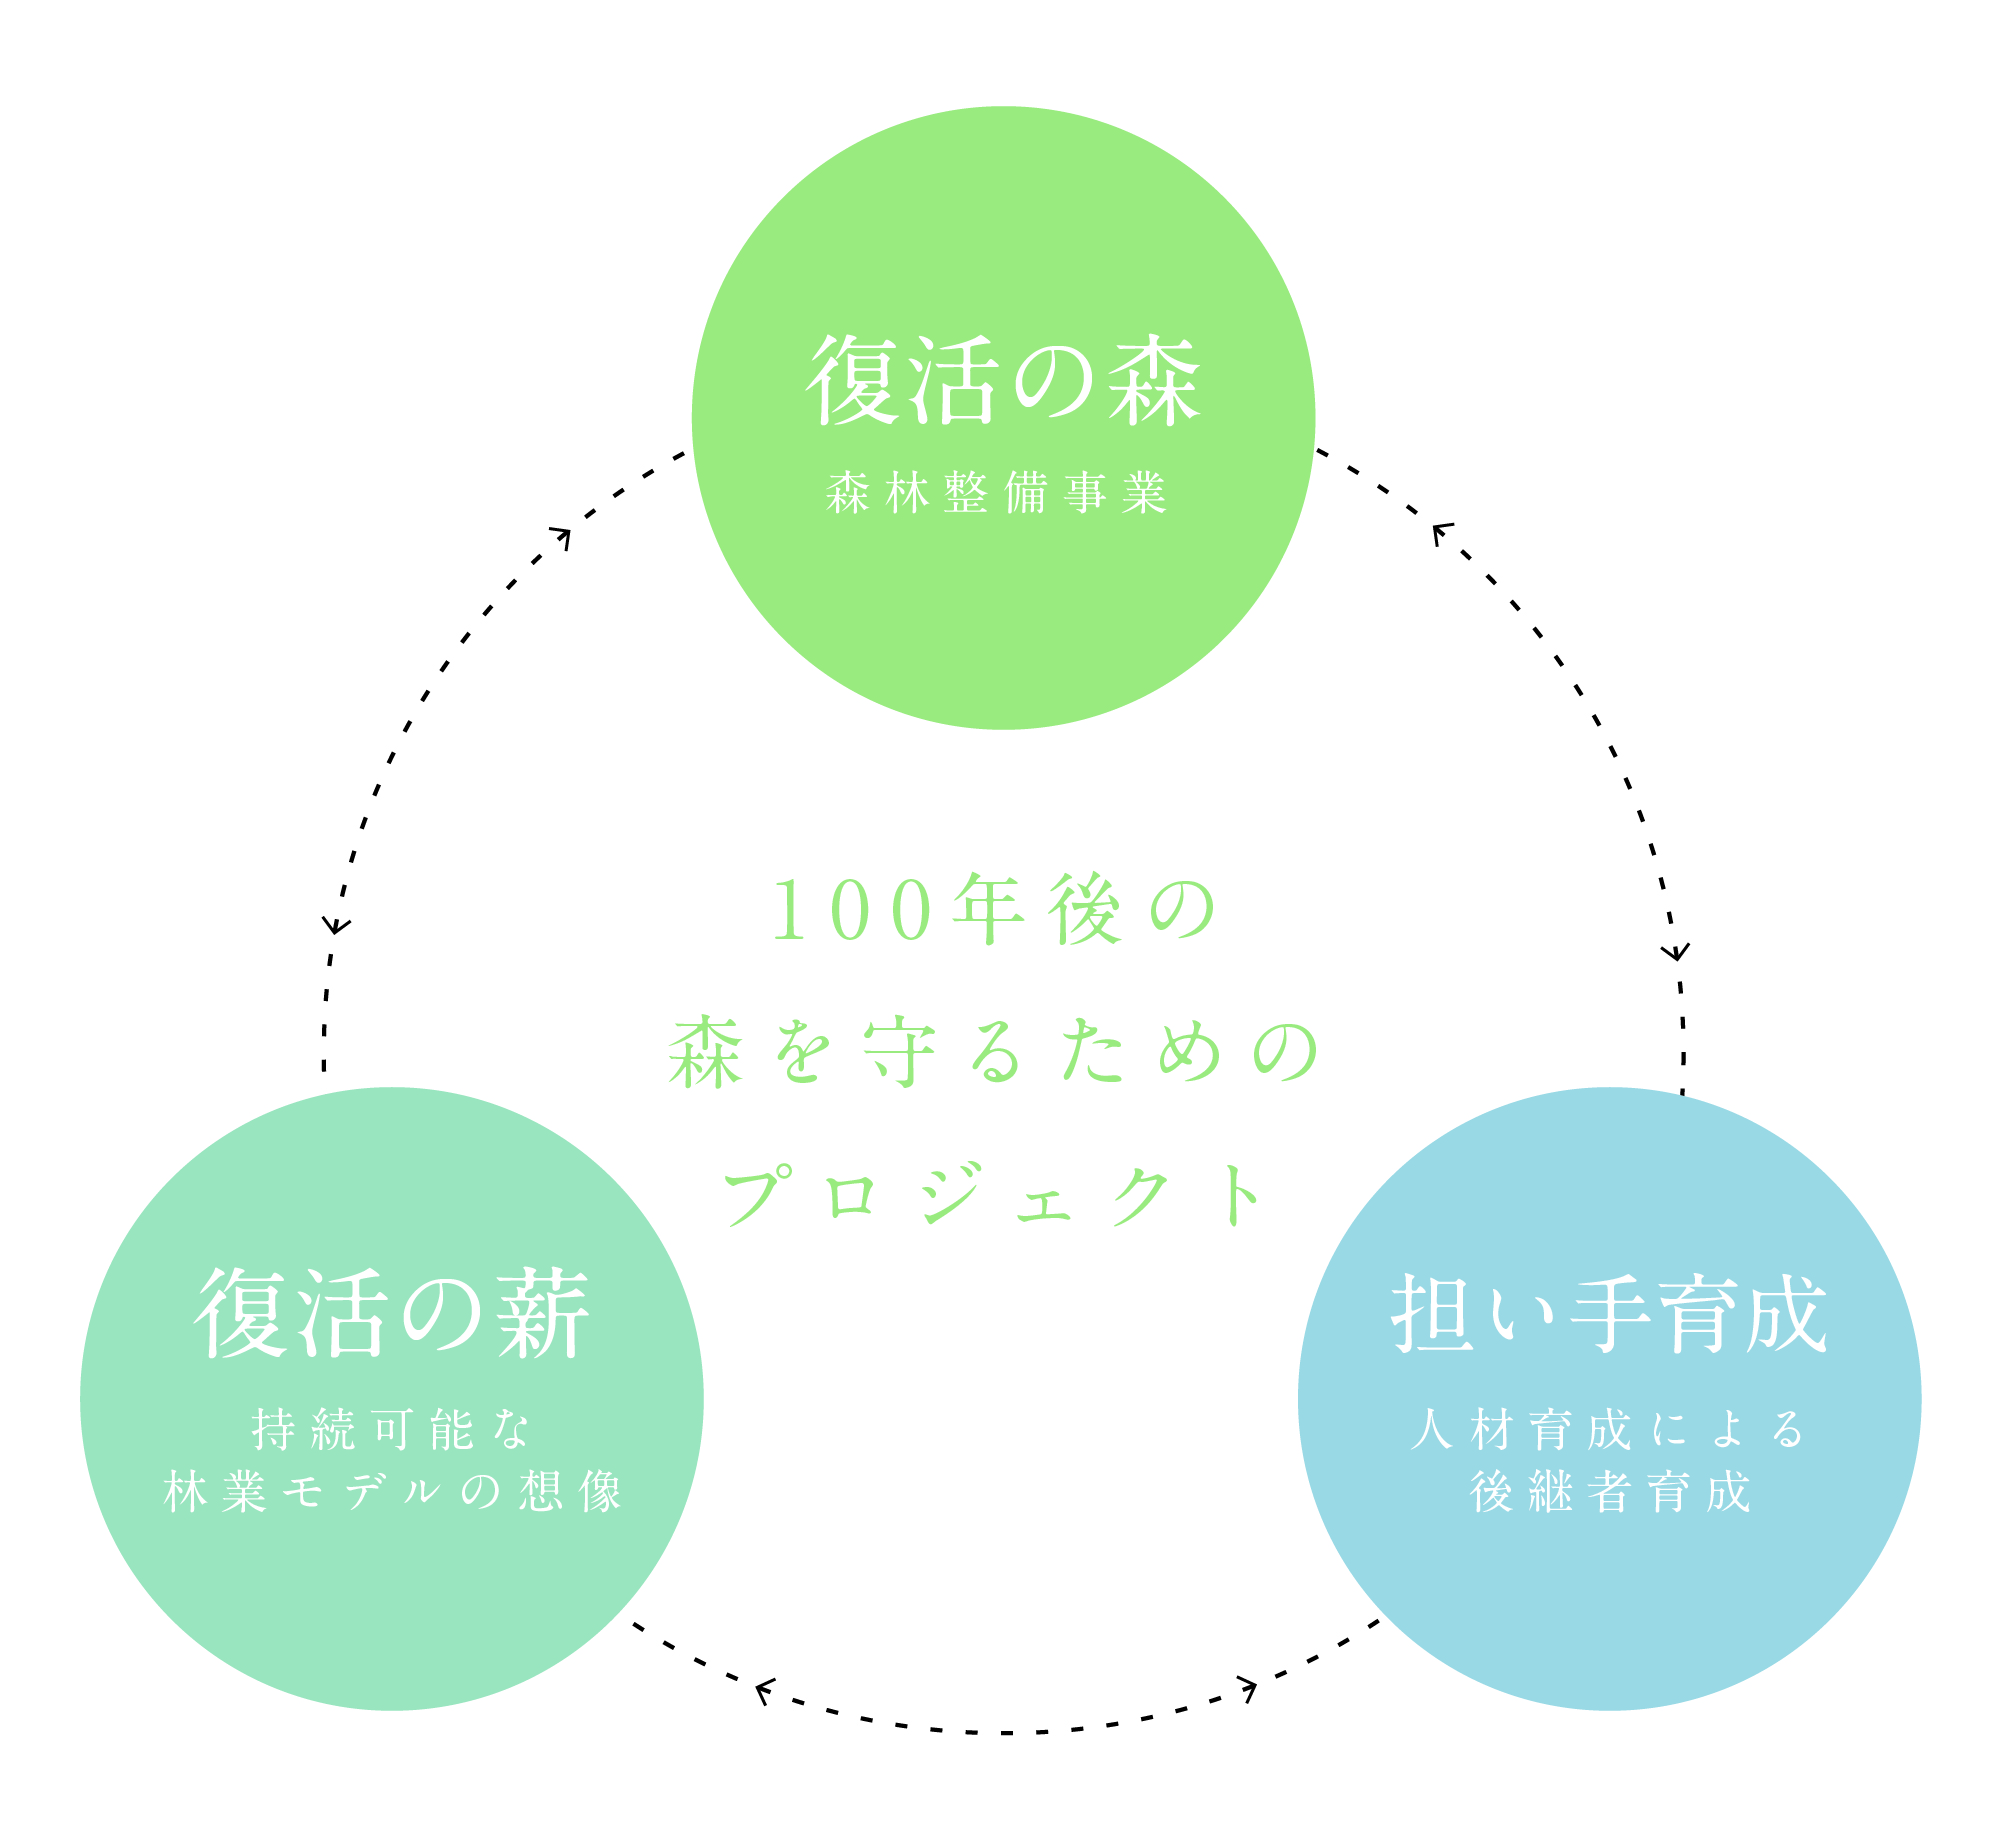 復活の森
森林整備事業
100年後の
森を守るための
プロジェクト
復活の薪
持続可能な
林業モデルの想像
担い手育成
人材育成による
後継者育成